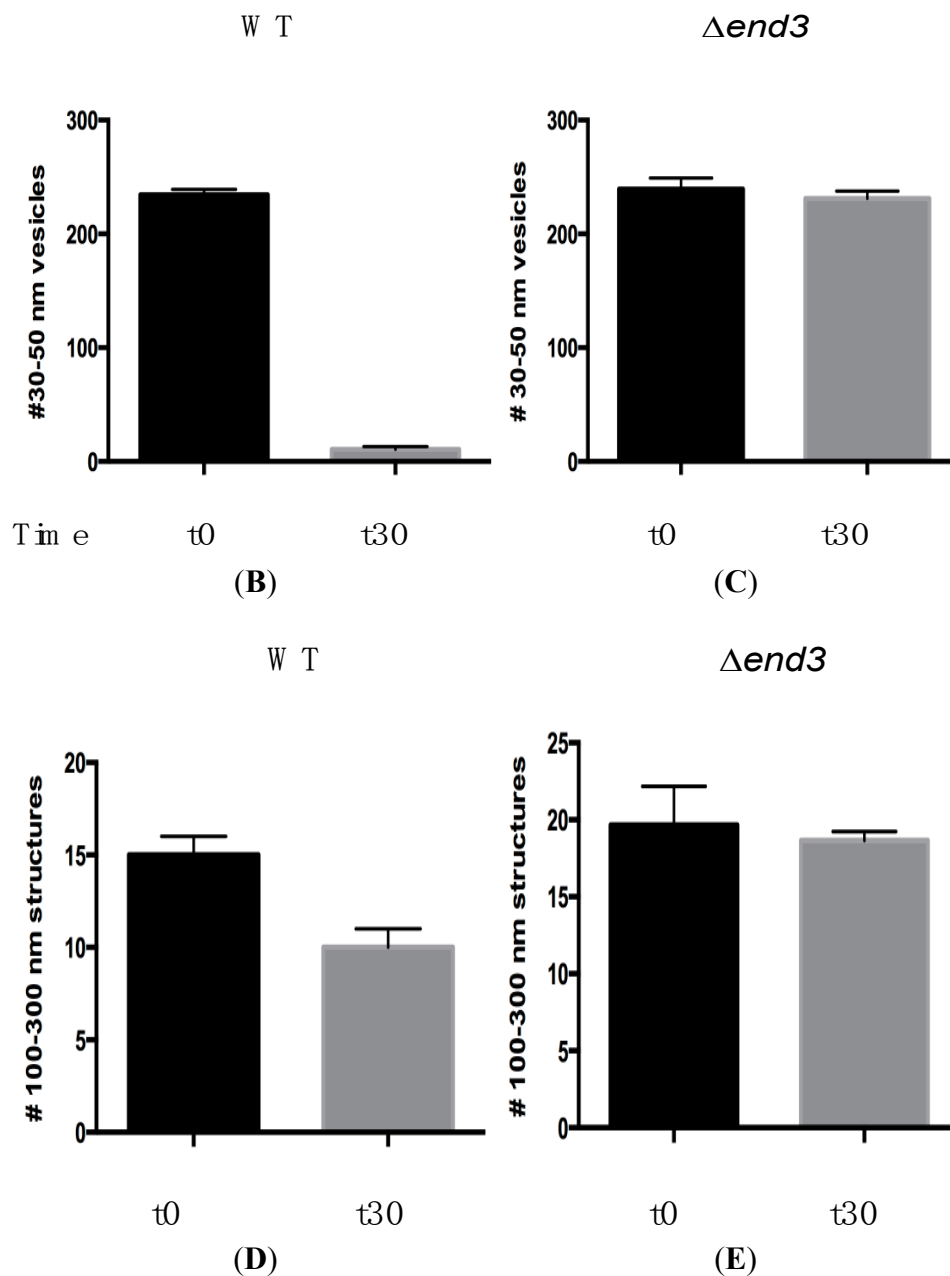 WT
Δend3
#30-50 nm vesicles
300
200
100
0
# 30-50 nm vesicles
300
200
100
0
Time t0 t30
t0 t30
(B)
(C)
WT
Δend3
# 100-300 nm structures
20
15
10
5
0
# 100-300 nm structures
25
20
15
10
5
0
t0 t30
t0 t30
(D)
(E)